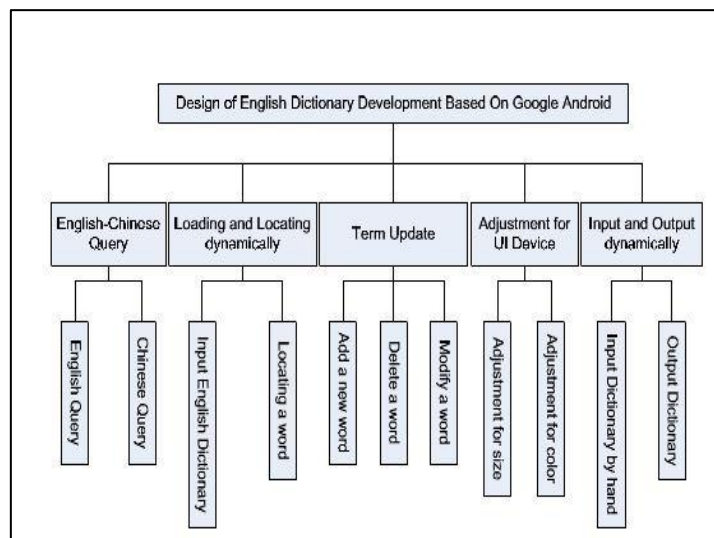 Design of English Dictionary Development Based On Google Android
English-Chinese
Query
Loading and Locating
dynamically
Term Update
Adjustment for
UI Device
Input and Output
dynamically
English Query
Chinese Query
Input English Dictionary
Locating a word
Add a new word
Delete a word
Modify a word
Adjustment for size
Adjustment for color
Input Dictionary by hand
Output Dictionary